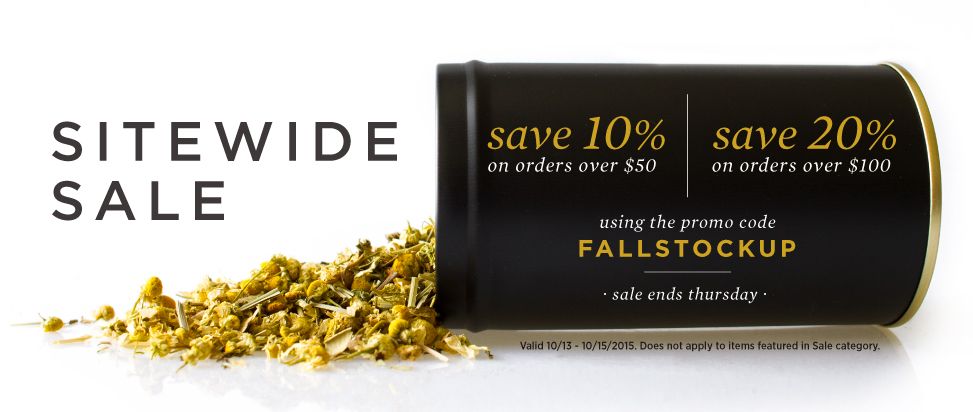 SITEWIDE
SALE
save 10%
on orders over $50
save 20%
on orders over $100
using the promo code
FALLSTOCKUP
· sale ends thursday ·
Valid 10/13 - 10/15/2015. Does not apply to items featured in Sale category.